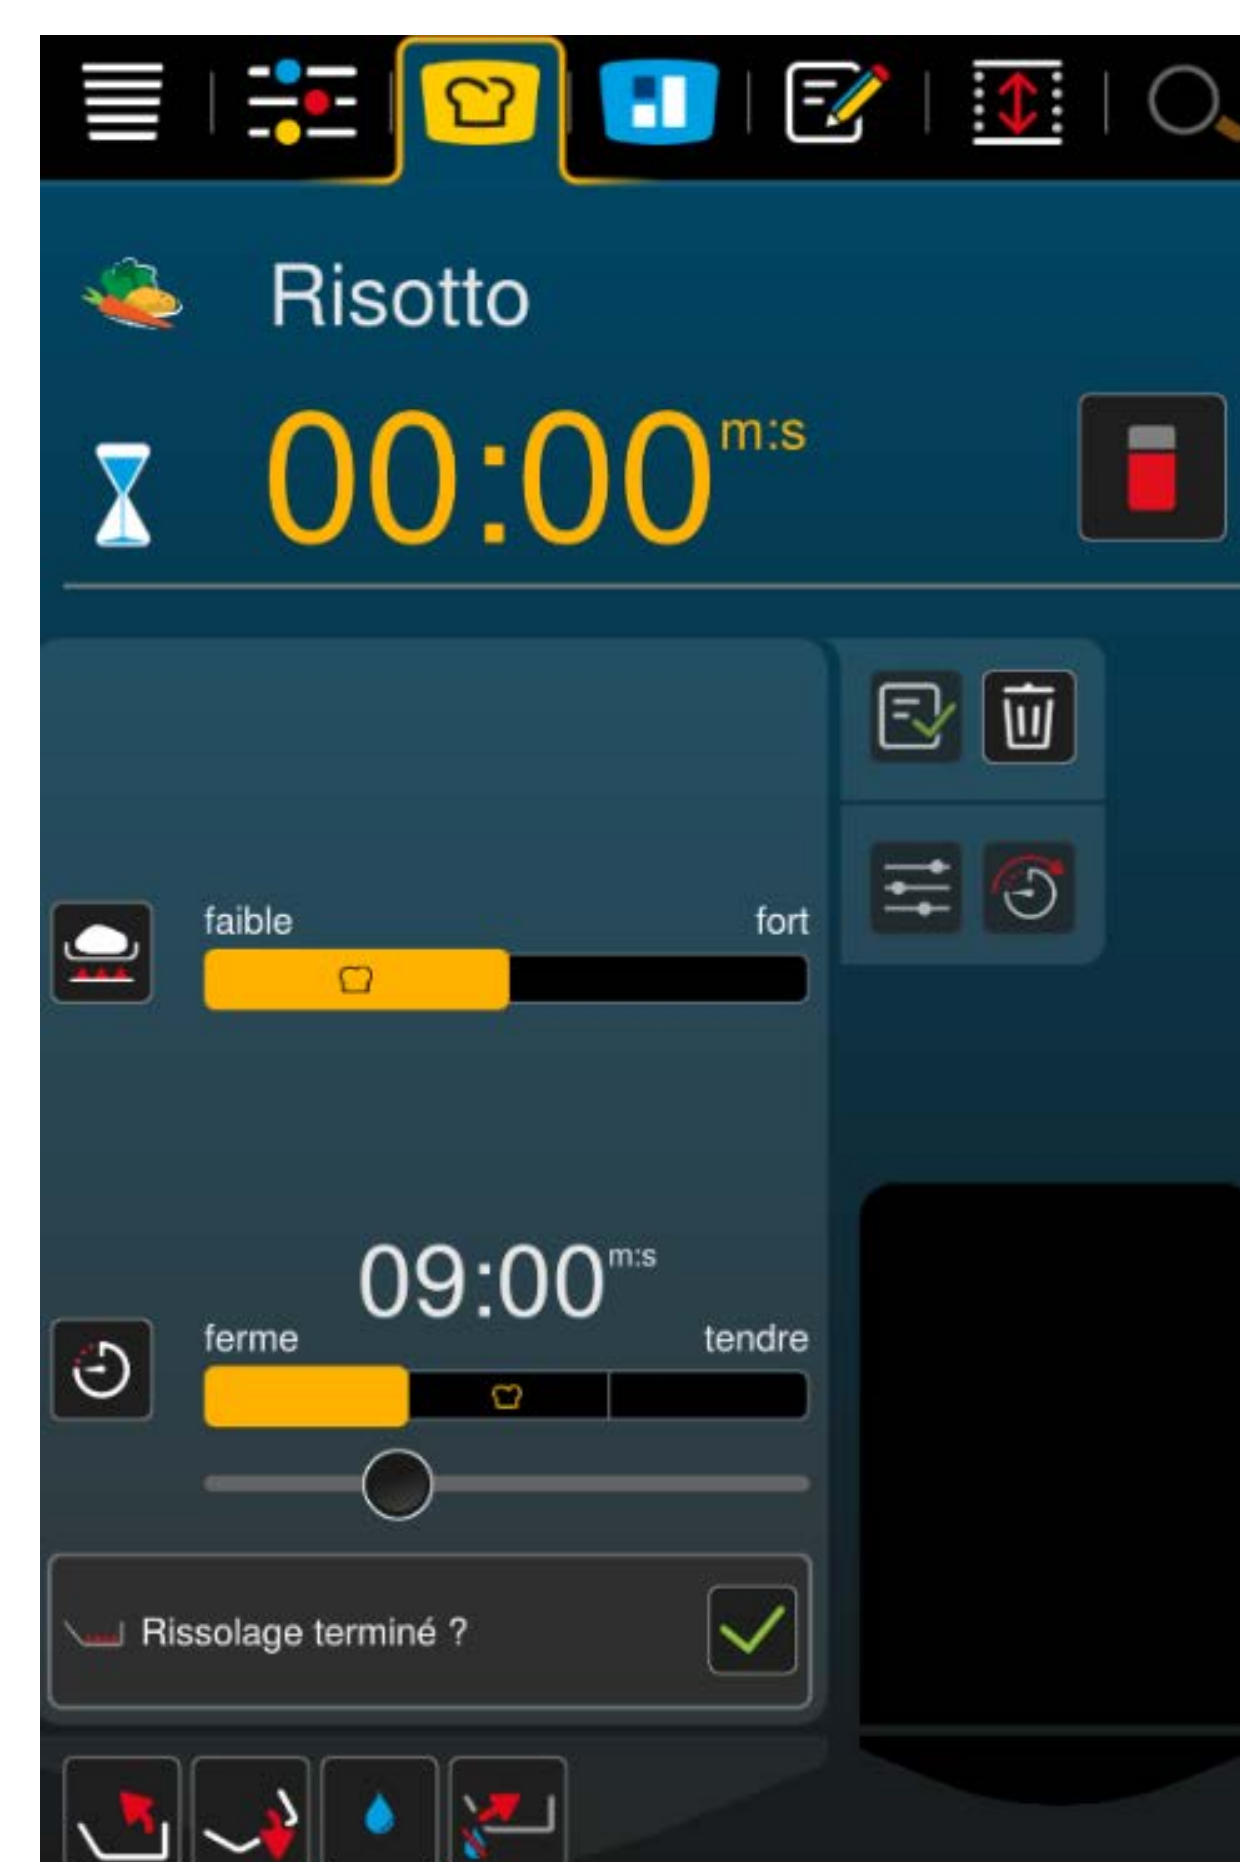 Risotto
00:00 m:s
faible fort
09:00 m:s
ferme tendre
Rissolage terminé ?